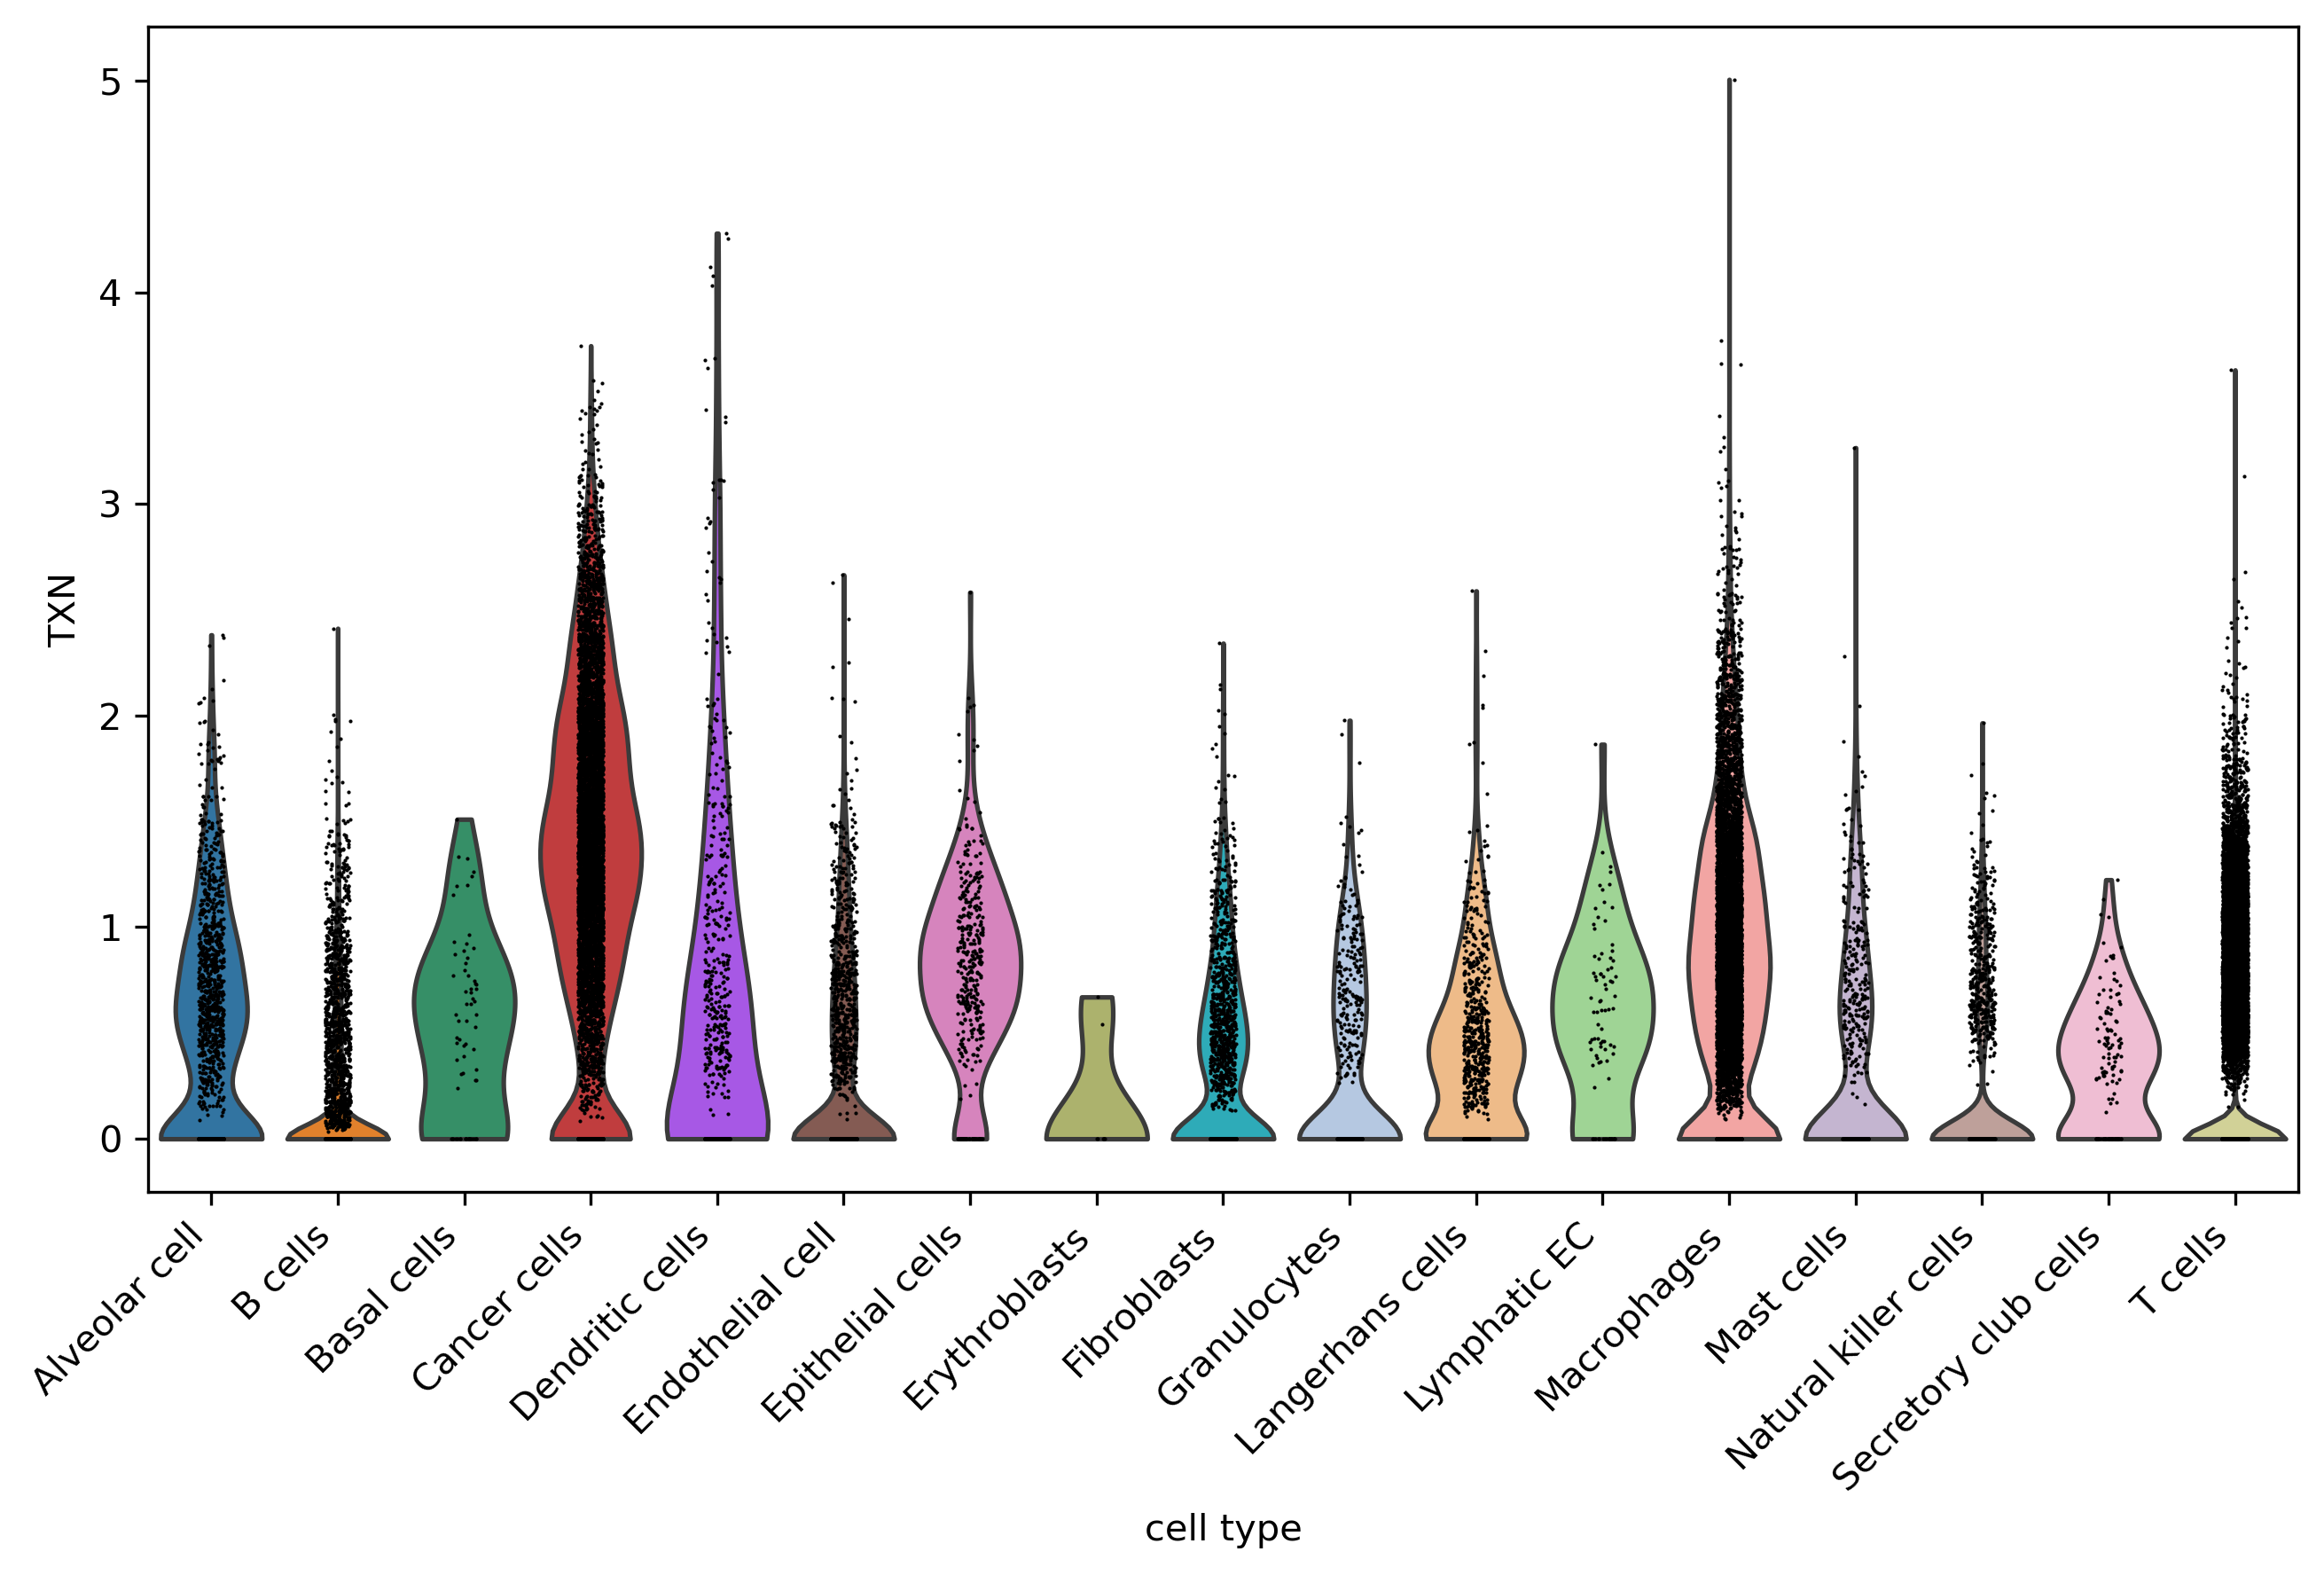 5
4
3
2
1
0
TXN
Alveolar cell
B cells
Basal cells
Cancer cells
Dendritic cells
Endothelial cell
Epithelial cells
Erythroblasts
Fibroblasts
Granulocytes
Langerhans cells
Lymphatic EC
Macrophages
Mast cells
Natural killer cells
Secretory club cells
T cells
cell type